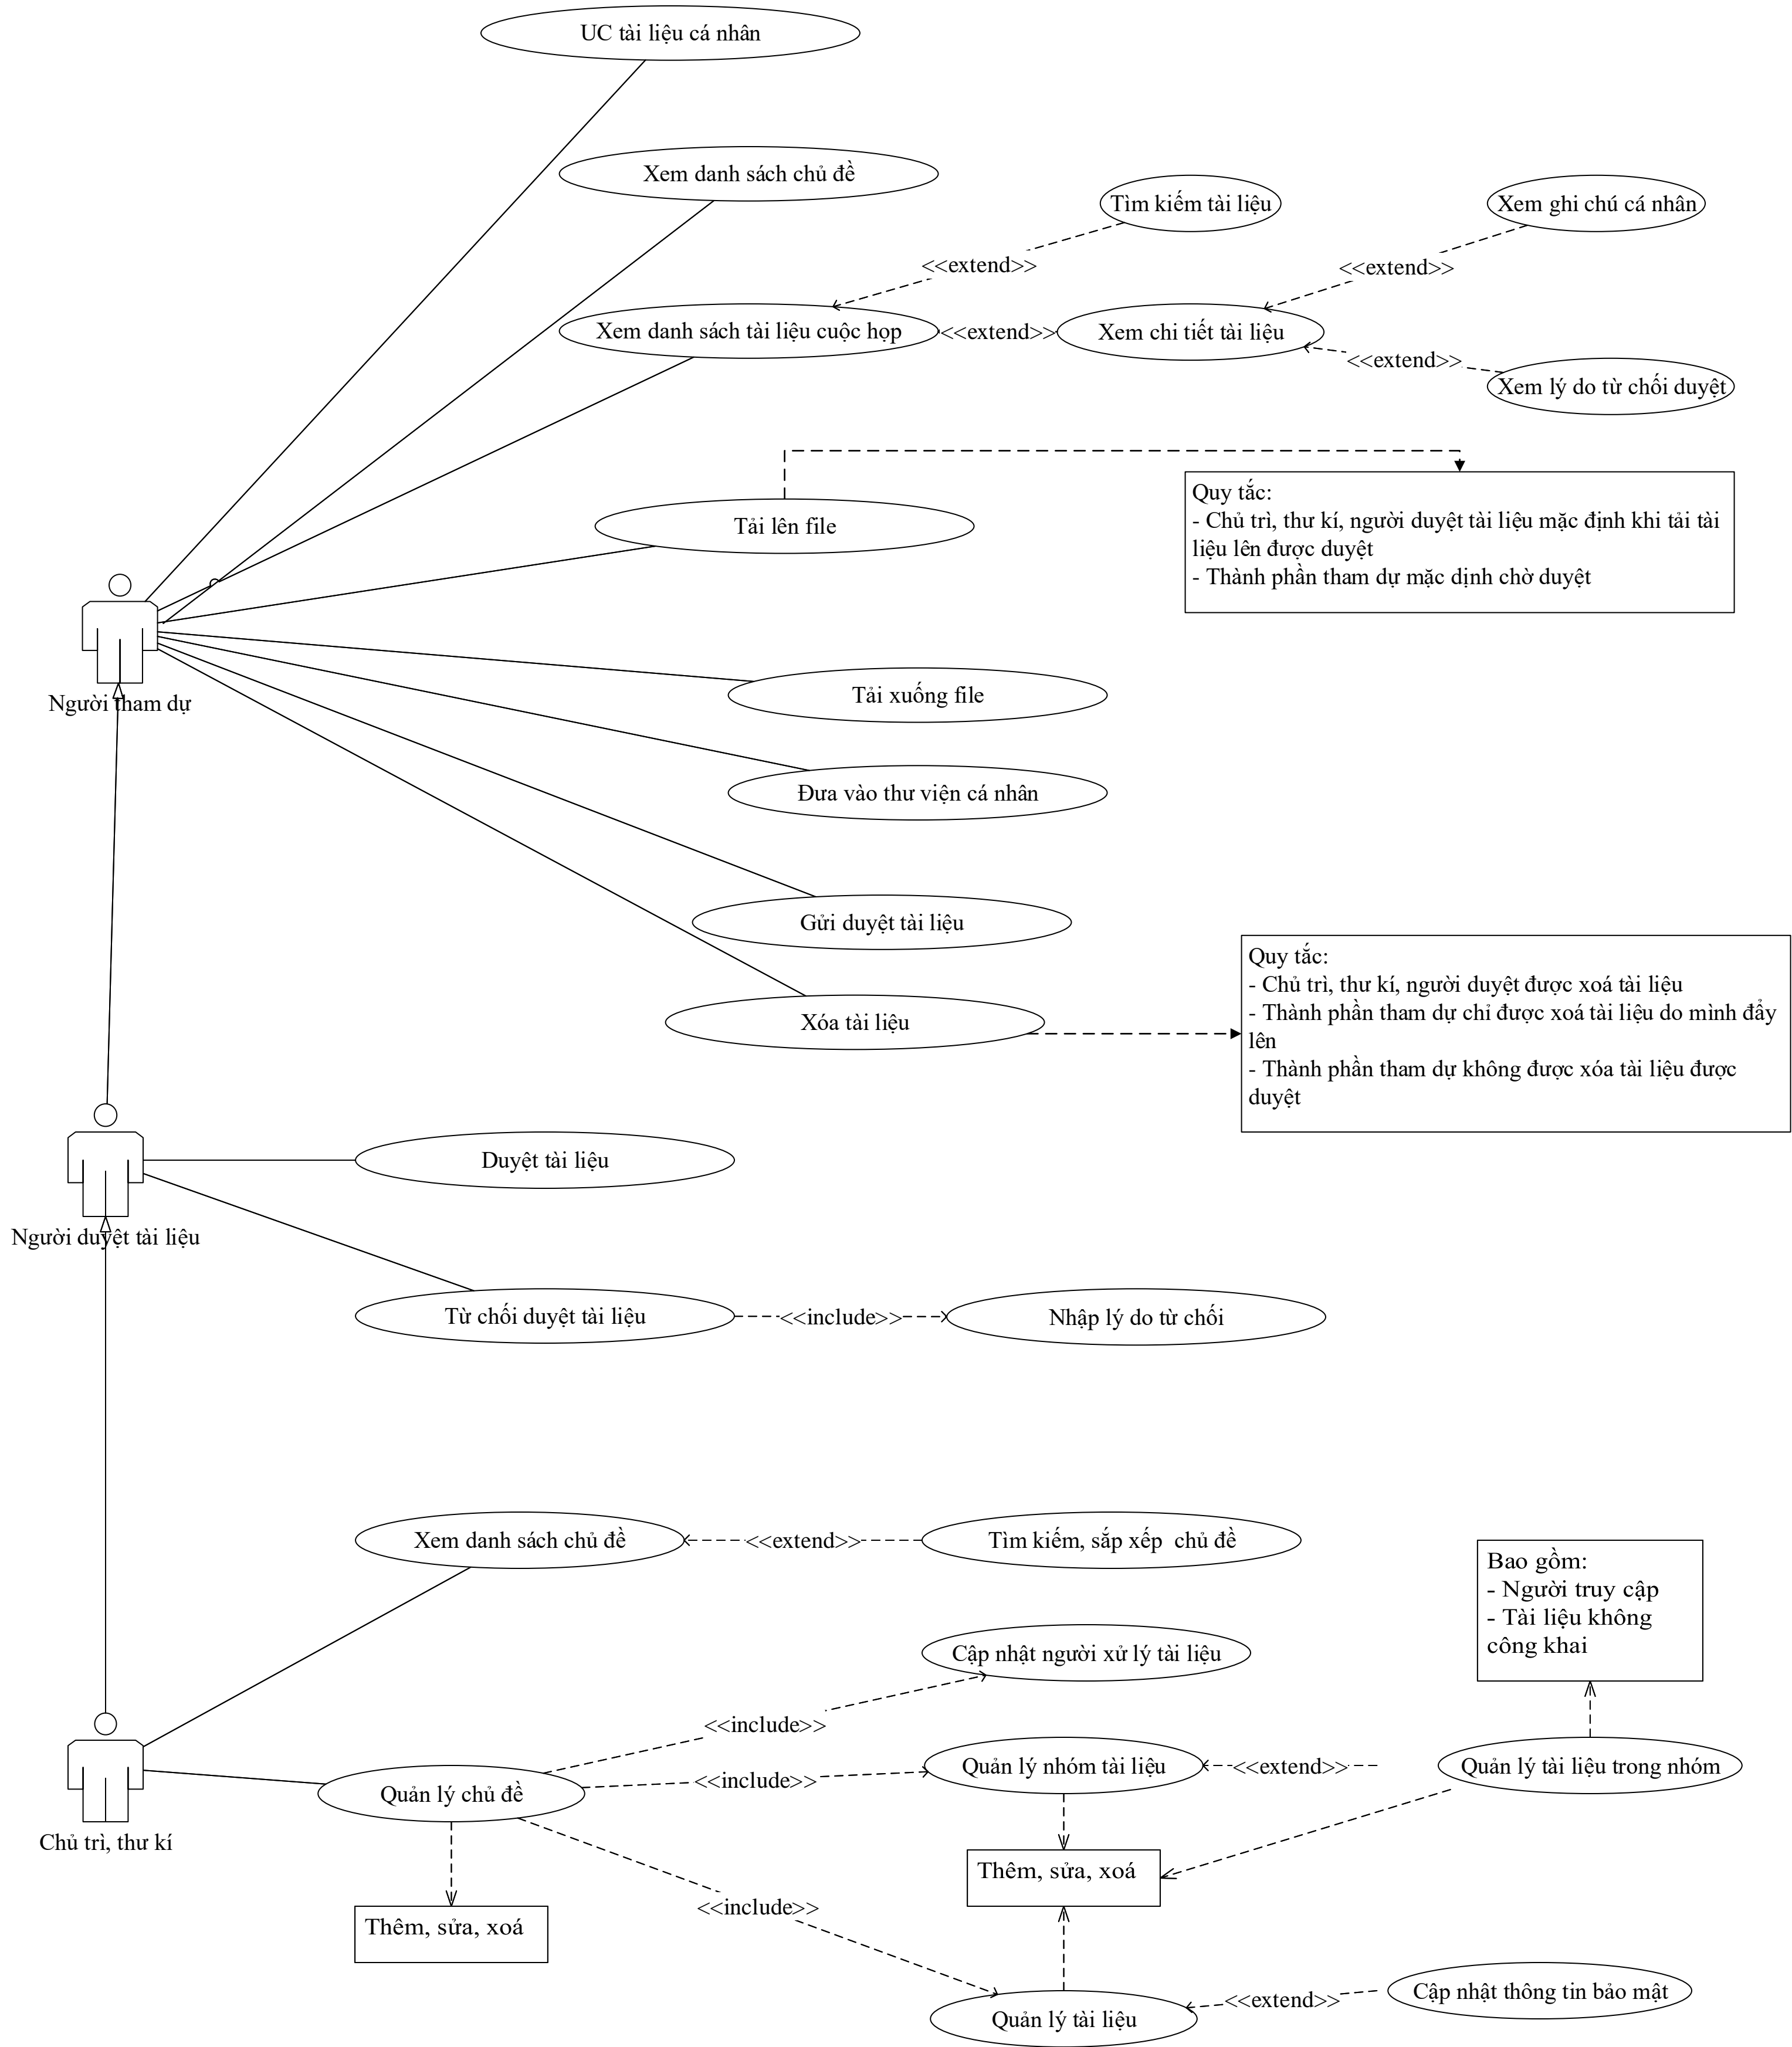 UC tài liệu cá nhân
Xem danh sách chủ đề
Tìm kiếm tài liệu
Xem ghi chú cá nhân
<<extend>>
<<extend>>
Xem danh sách tài liệu cuộc họp
<<extend>>
Xem chi tiết tài liệu
<<extend>>
Xem lý do từ chối duyệt
Tải lên file
Quy tắc:
- Chủ trì, thư kí, người duyệt tài liệu mặc định khi tải tài
liệu lên được duyệt
- Thành phần tham dự mặc định chờ duyệt
Người tham dự
Tải xuống file
Đưa vào thư viện cá nhân
Gửi duyệt tài liệu
Xóa tài liệu
Quy tắc:
- Chủ trì, thư kí, người duyệt được xoá tài liệu
- Thành phần tham dự chỉ được xoá tài liệu do mình đẩy
lên
- Thành phần tham dự không được xóa tài liệu được
duyệt
Duyệt tài liệu
Người duyệt tài liệu
Từ chối duyệt tài liệu
<<include>>
Nhập lý do từ chối
Xem danh sách chủ đề
<<extend>>
Tìm kiếm, sắp xếp  chủ đề
Bao gồm:
- Người truy cập
- Tài liệu không
công khai
Cập nhật người xử lý tài liệu
<<include>>
Quản lý chủ đề
<<include>>
Quản lý nhóm tài liệu
<<extend>>
Quản lý tài liệu trong nhóm
Chủ trì, thư kí
Thêm, sửa, xoá
<<include>>
Thêm, sửa, xoá
Quản lý tài liệu
<<extend>>
Cập nhật thông tin bảo mật